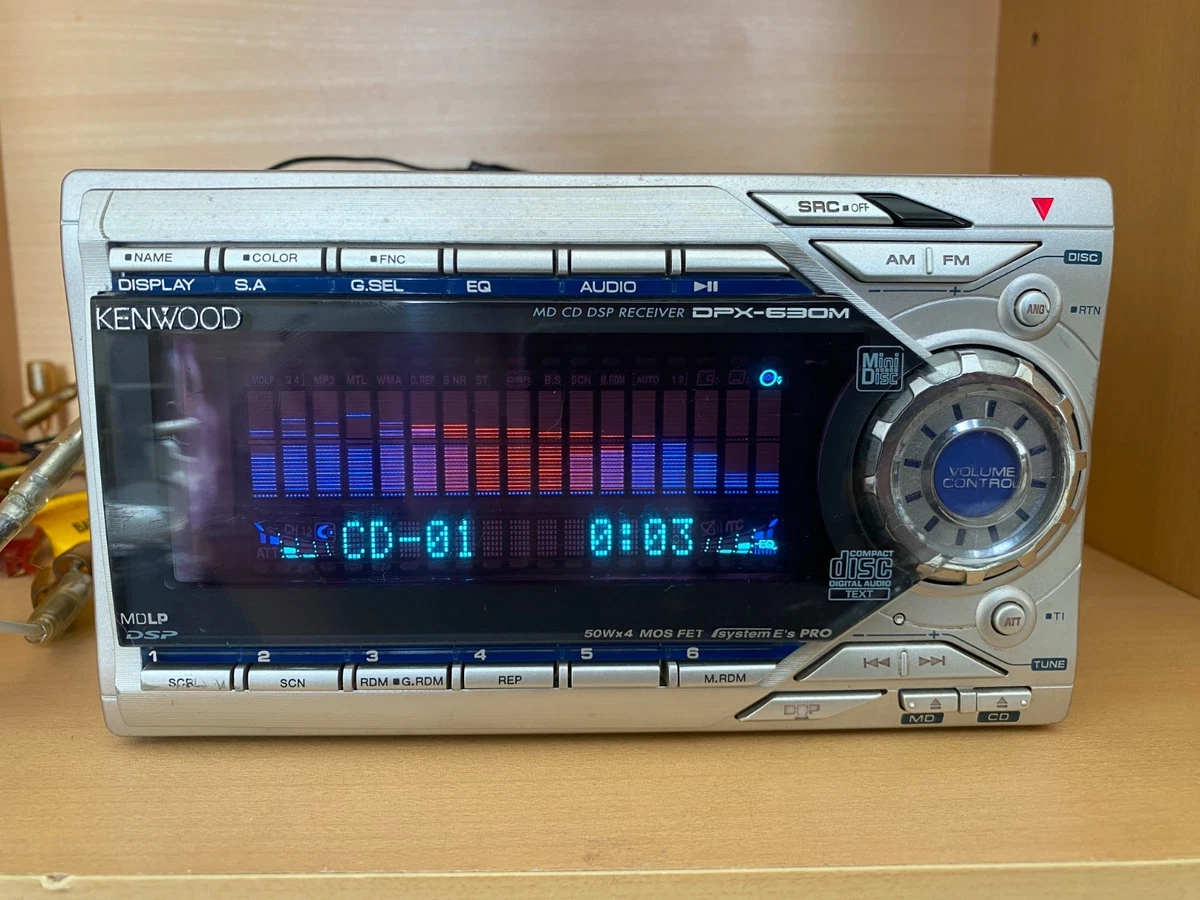 SRC ■ OFF
■ NAME ■ COLOR ■ FNC
AM FM
DISC
DISPLAY S.A G.SEL EQ AUDIO ►II
− +
ANG ■ RTN
KENWOOD MD CD DSP RECEIVER DPX-630M
Mini Disc
MDLP 2 4 MP3 MTL WMA D.REP B NR ST B.S SCN M.RDM AUTO 1 2
VOLUME
CONTROL
CD-01 0:03
ATT EQ
COMPACT
disc
DIGITAL AUDIO
TEXT
MDLP
DSP
50Wx4 MOS FET system E's PRO
ATT ■ TI
− +
1 2 3 4 5 6
I◄◄ ►►I
TUNE
SCN RDM ■ G.RDM REP M.RDM
MD CD